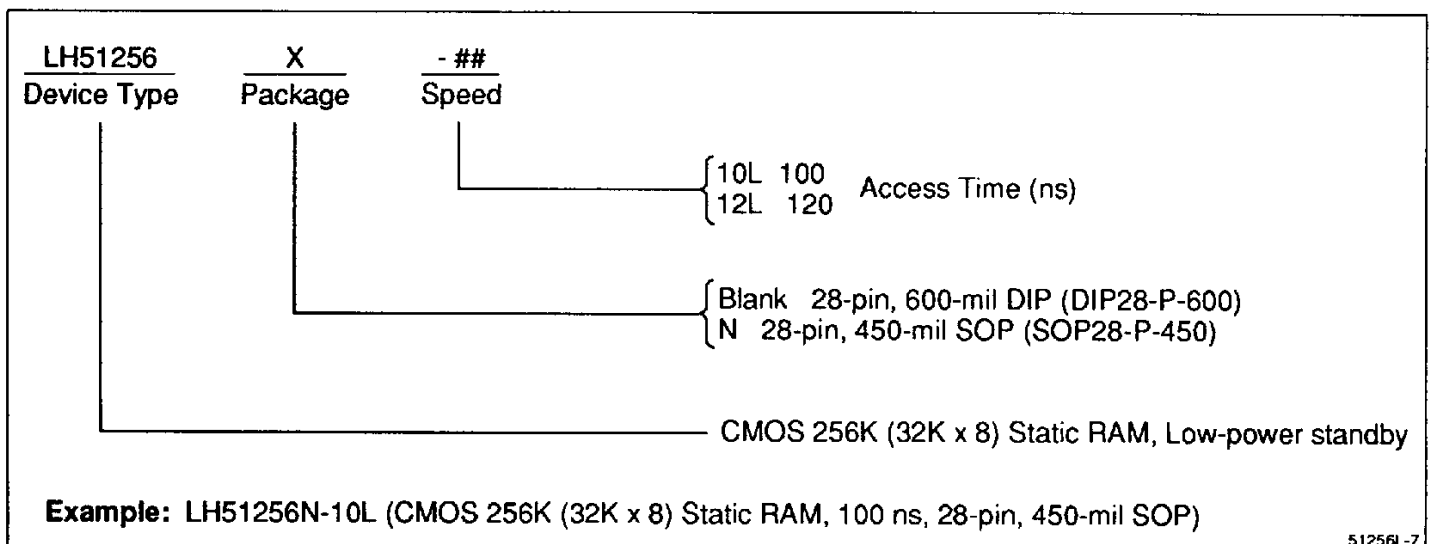 LH51256 X - ##
Device Type Package Speed
10L 100
12L 120
Access Time (ns)
Blank 28-pin, 600-mil DIP (DIP28-P-600)
N 28-pin, 450-mil SOP (SOP28-P-450)
CMOS 256K (32K x 8) Static RAM, Low-power standby
Example: LH51256N-10L (CMOS 256K (32K x 8) Static RAM, 100 ns, 28-pin, 450-mil SOP)
51256L-7